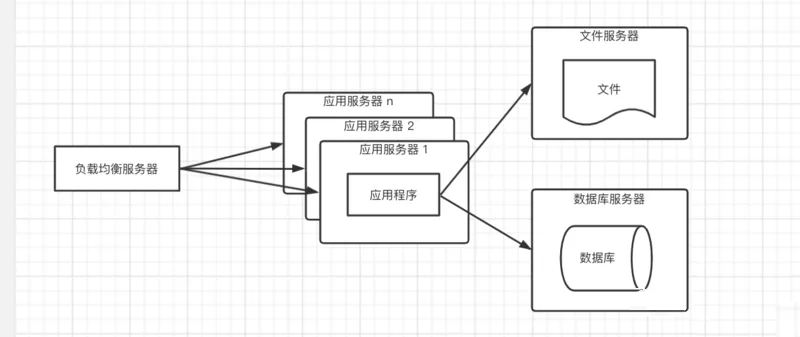 文件服务器
文件
应用服务器 n
应用服务器 2
应用服务器 1
负载均衡服务器
应用程序
数据库服务器
数据库